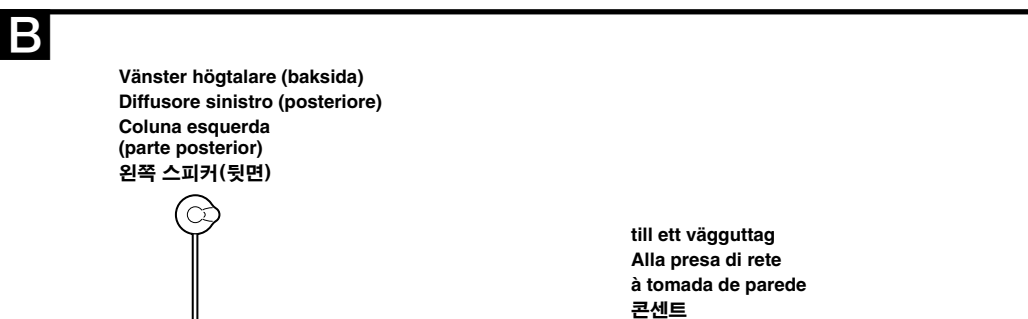 B
Vänster högtalare (baksida)
Diffusore sinistro (posteriore)
Coluna esquerda
(parte posterior)
왼쪽 스피커(뒷면)
till ett vägguttag
Alla presa di rete
à tomada de parede
콘센트